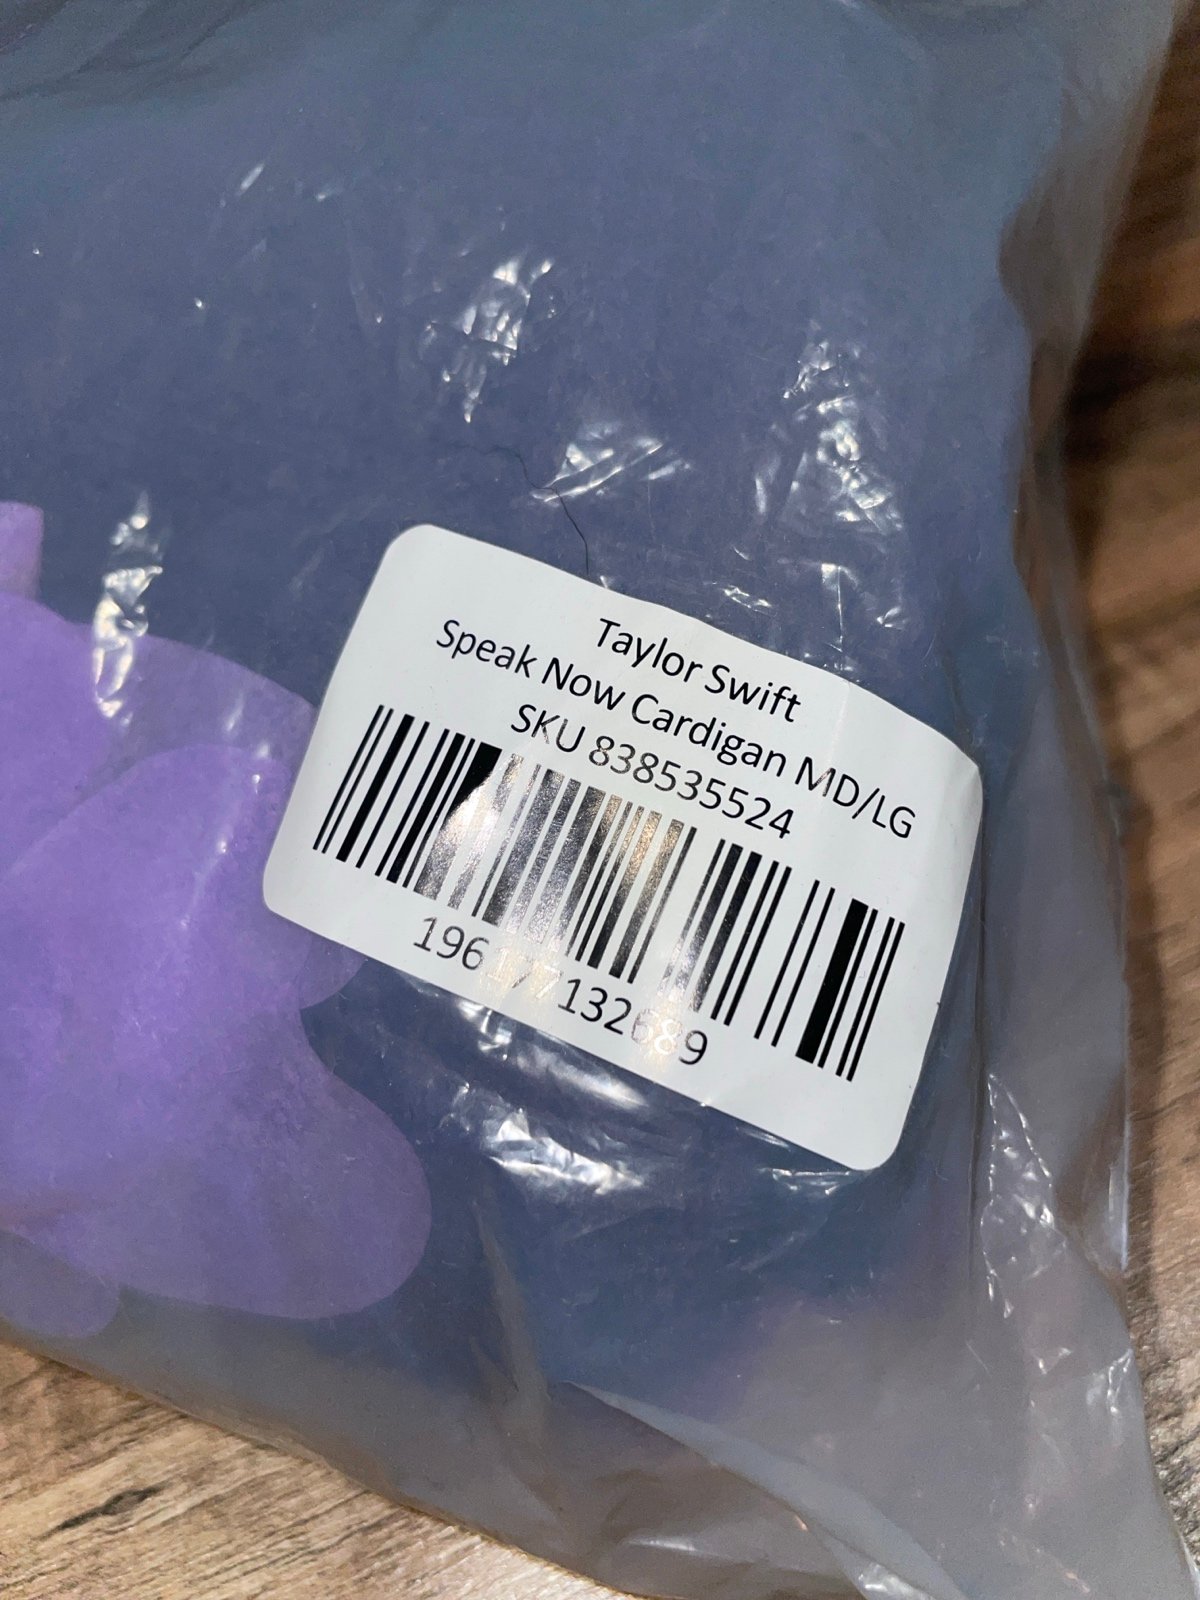 Taylor Swift
Speak Now Cardigan MD/LG
SKU 838535524
196177132689